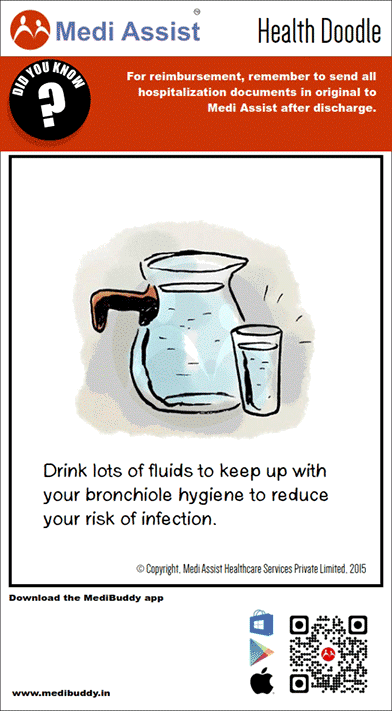 Medi Assist
TM
Health Doodle
DID YOU KNOW
?
For reimbursement, remember to send all
hospitalization documents in original to
Medi Assist after discharge.
Drink lots of fluids to keep up with
your bronchiole hygiene to reduce
your risk of infection.
© Copyright, Medi Assist Healthcare Services Private Limited, 2015
Download the MediBuddy app
www.medibuddy.in